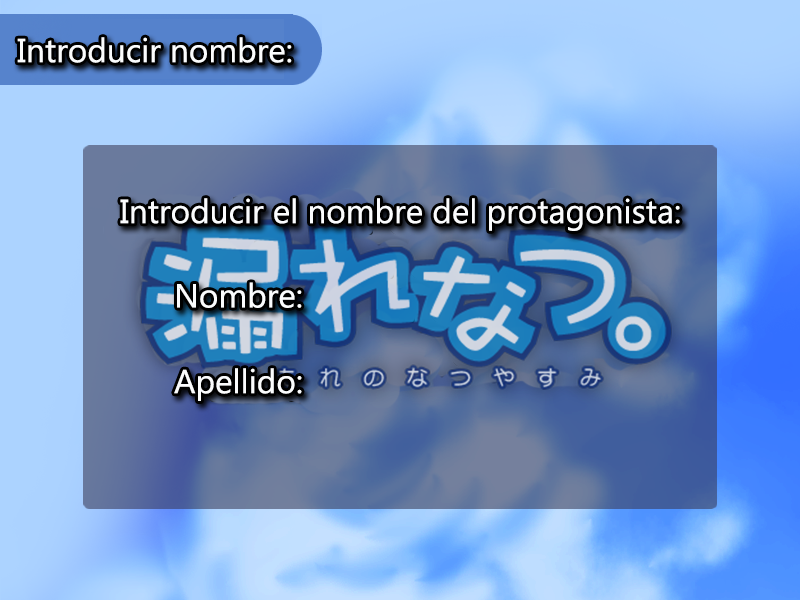 Introducir nombre:
Introducir el nombre del protagonista:
漏れなつ。
Nombre:
Apellido:
れのなつやすみ